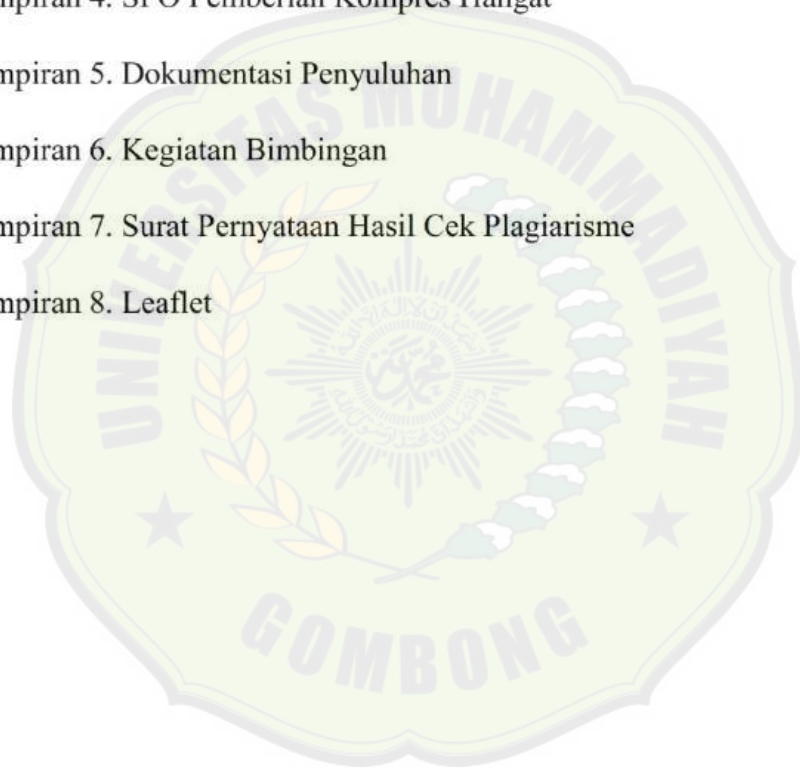 mpiran 4. SPO Pemberian Kompres Hangat
mpiran 5. Dokumentasi Penyuluhan
mpiran 6. Kegiatan Bimbingan
mpiran 7. Surat Pernyataan Hasil Cek Plagiarisme
mpiran 8. Leaflet
UNIVERSITAS MUHAMMADIYAH
GOMBONG